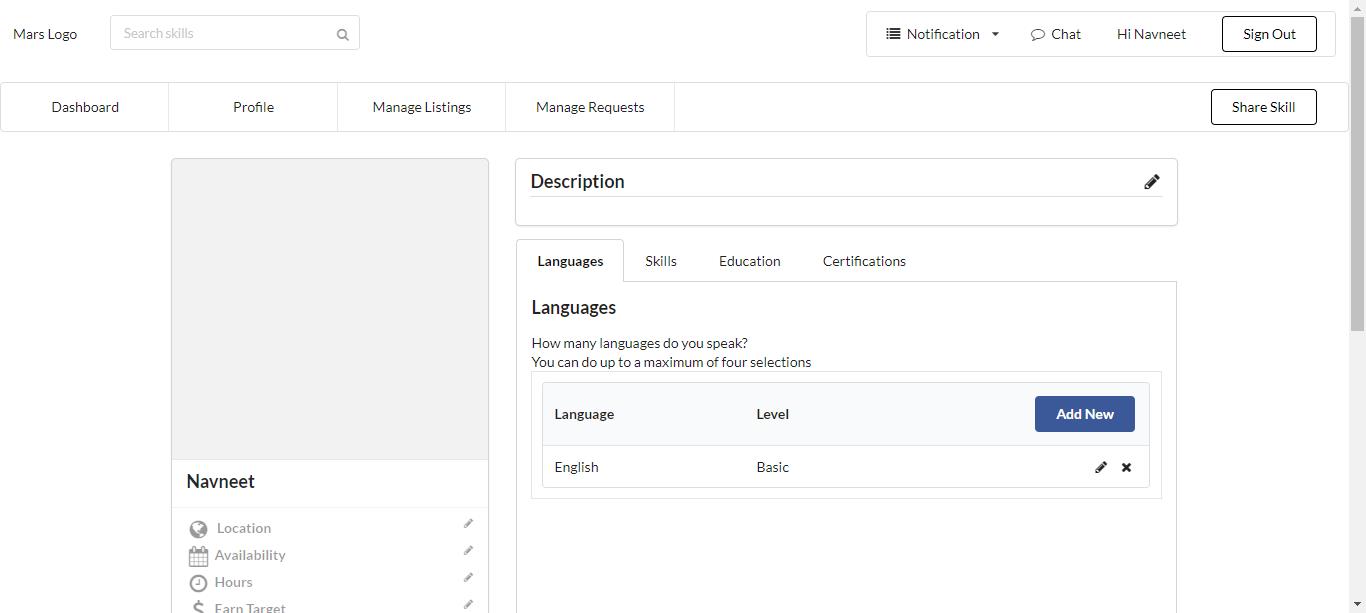 Mars Logo
Search skills
Notification
Chat
Hi Navneet
Sign Out
Dashboard
Profile
Manage Listings
Manage Requests
Share Skill
Description
Languages
Skills
Education
Certifications
Languages
How many languages do you speak?
You can do up to a maximum of four selections
Language
Level
Add New
English
Basic
Navneet
Location
Availability
Hours
Earn Target